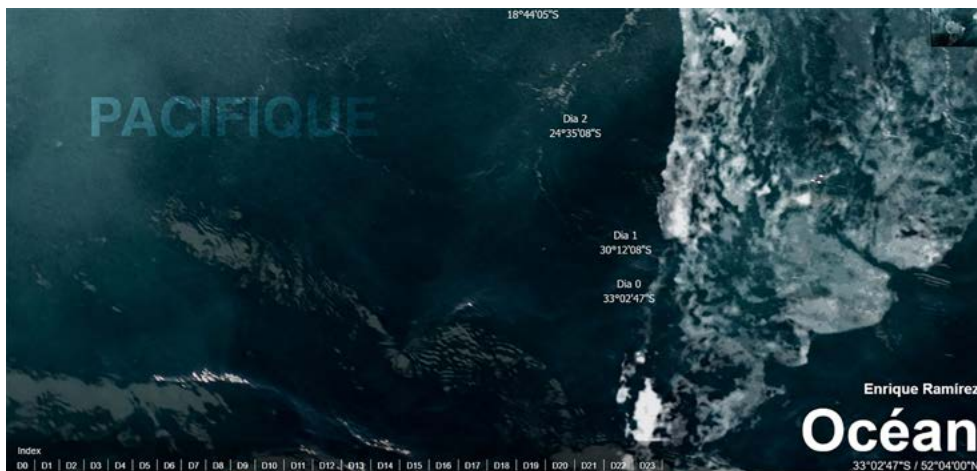 18°44'05"S
PACIFIQUE
Dia 2
24°35'08"S
Dia 1
30°12'08"S
Dia 0
33°02'47"S
Enrique Ramírez
Océan
33°02'47"S / 52°04'09"
Index
D0 | D1 | D2 | D3 | D4 | D5 | D6 | D7 | D8 | D9 | D10 | D11 | D12 | D13 | D14 | D15 | D16 | D17 | D18 | D19 | D20 | D21 | D22 | D23 |